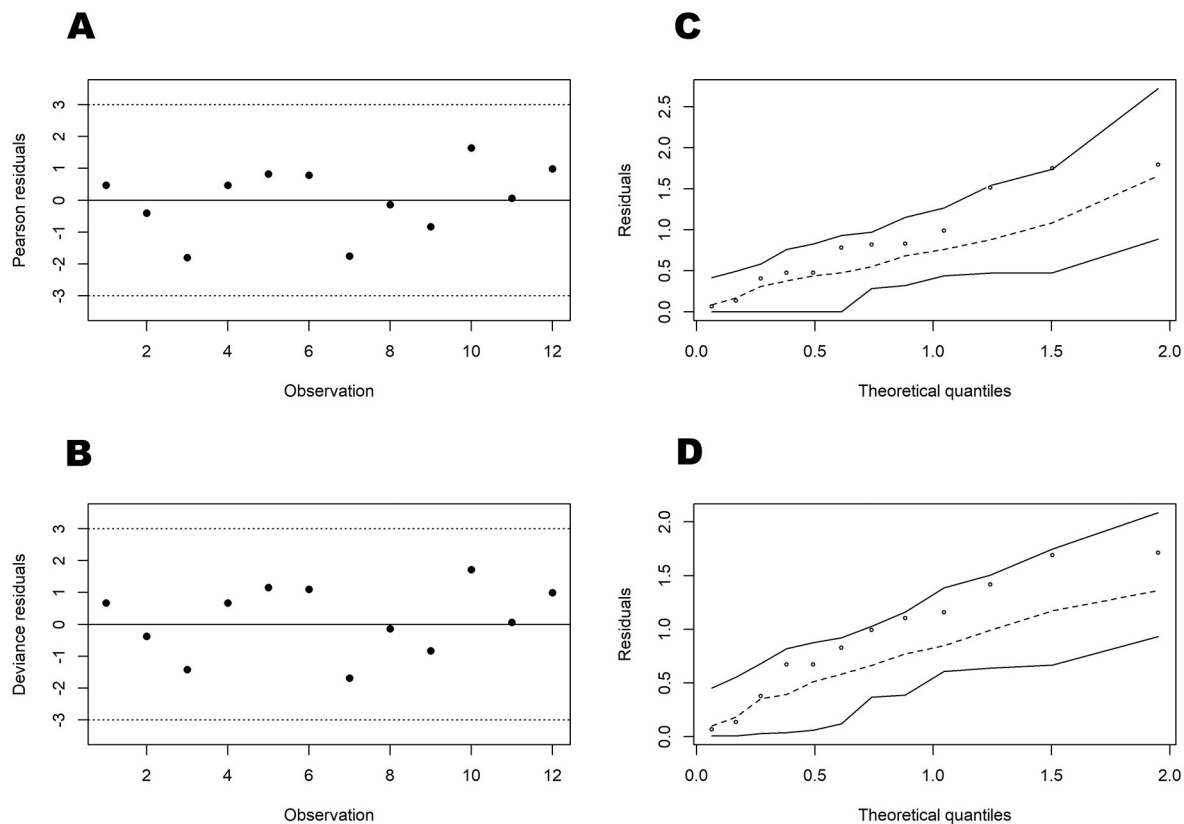 A
Pearson residuals
3
2
1
0
-1
-2
-3
2 4 6 8 10 12
Observation
C
Residuals
2.5
2.0
1.5
1.0
0.5
0.0
0.0 0.5 1.0 1.5 2.0
Theoretical quantiles
B
Deviance residuals
3
2
1
0
-1
-2
-3
2 4 6 8 10 12
Observation
D
Residuals
2.0
1.5
1.0
0.5
0.0
0.0 0.5 1.0 1.5 2.0
Theoretical quantiles